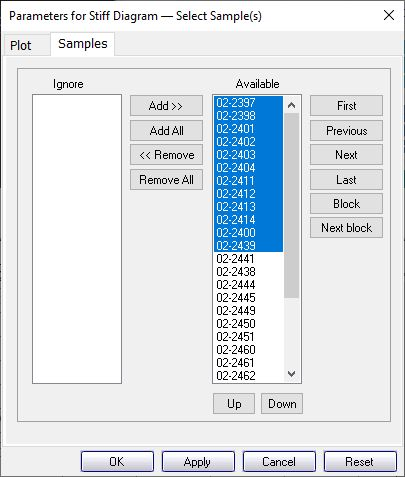 Parameters for Stiff Diagram — Select Sample(s)
Plot
Samples
Ignore
Available
Add >>
Add All
<< Remove
Remove All
02-2397
02-2398
02-2401
02-2402
02-2403
02-2404
02-2411
02-2412
02-2413
02-2414
02-2400
02-2439
02-2441
02-2438
02-2444
02-2445
02-2449
02-2450
02-2451
02-2460
02-2461
02-2462
First
Previous
Next
Last
Block
Next block
Up
Down
OK
Apply
Cancel
Reset